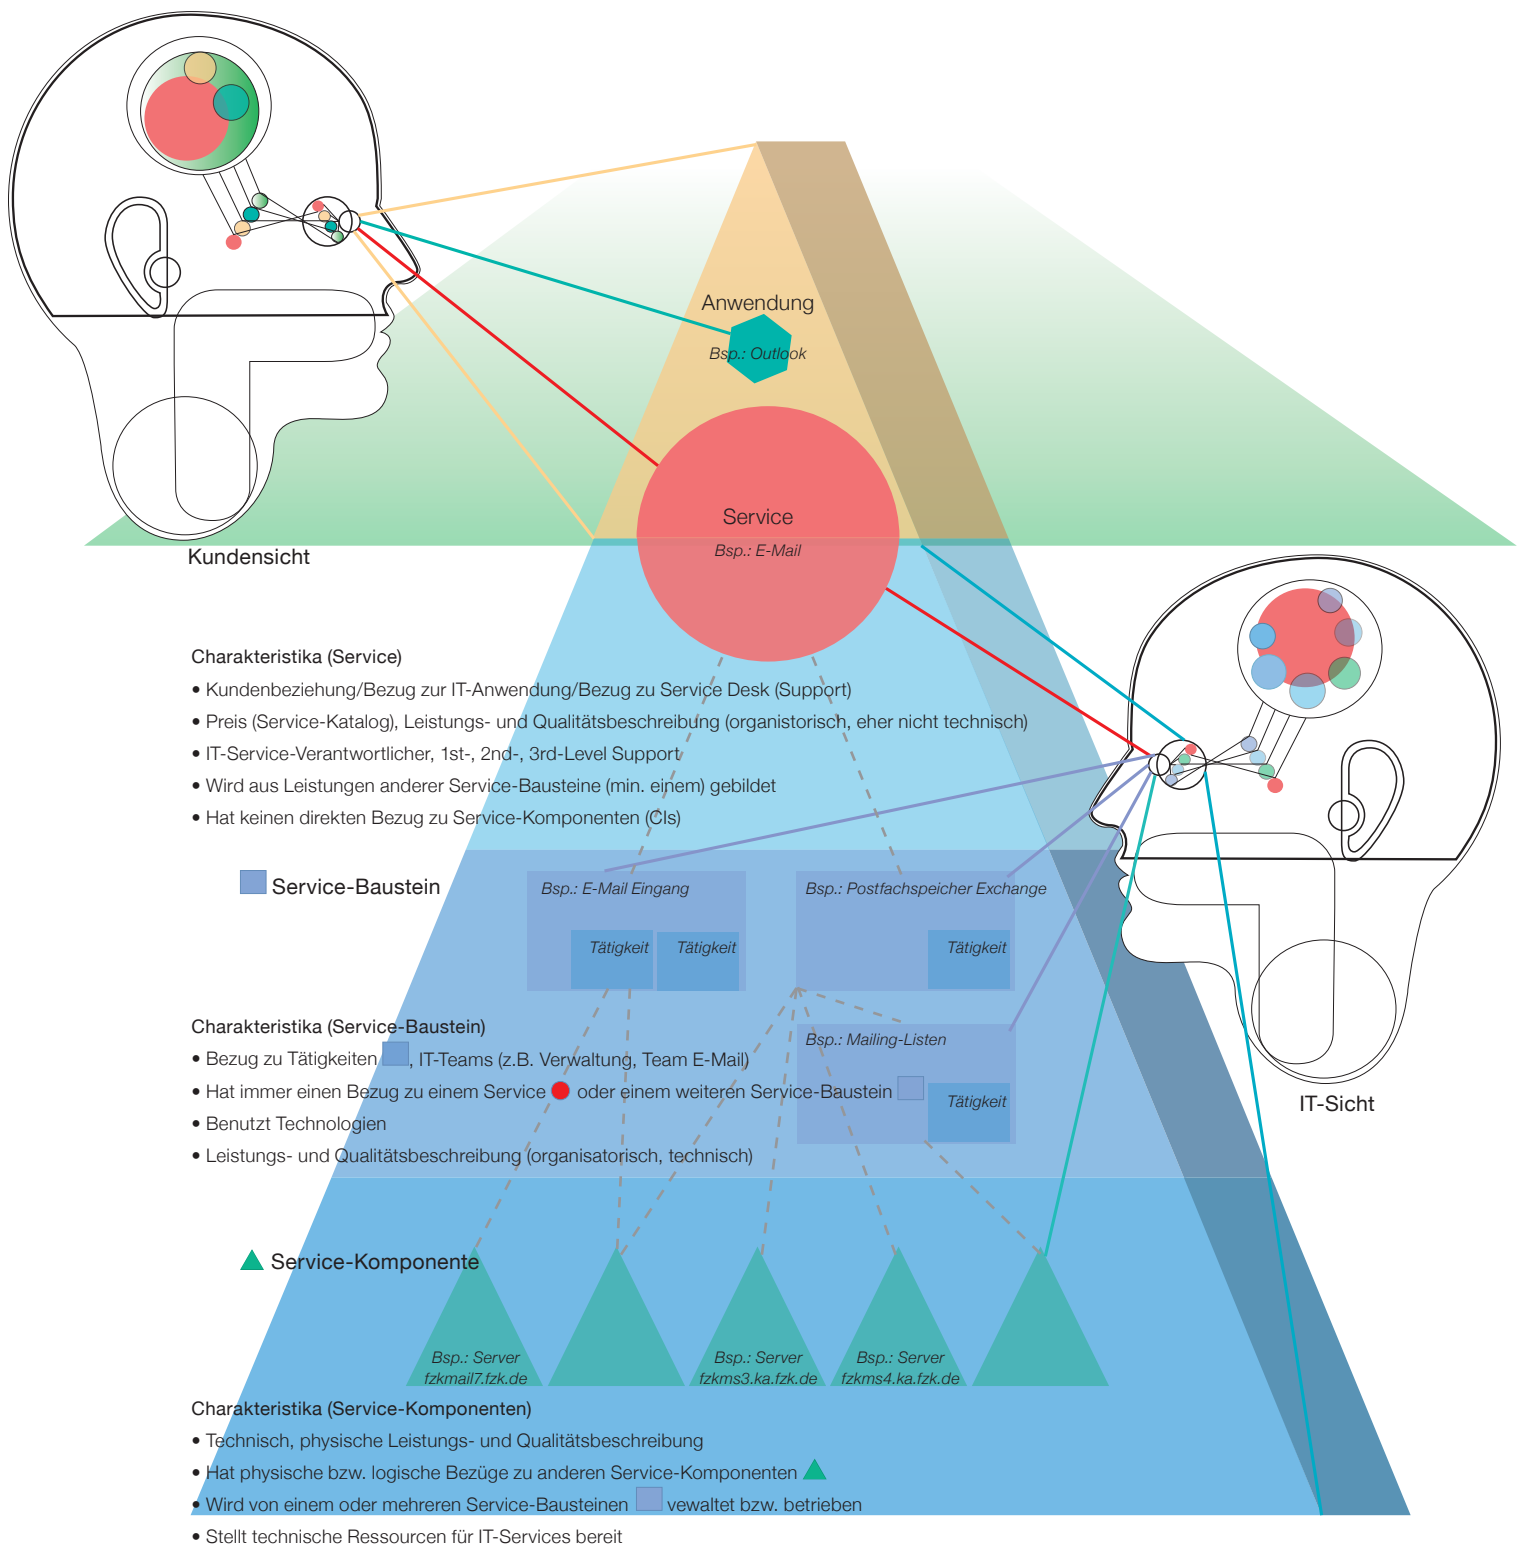 Anwendung
Bsp.: Outlook
Service
Bsp.: E-Mail
Kundensicht
Charakteristika (Service)
• Kundenbeziehung/Bezug zur IT-Anwendung/Bezug zu Service Desk (Support)
• Preis (Service-Katalog), Leistungs- und Qualitätsbeschreibung (organistorisch, eher nicht technisch)
• IT-Service-Verantwortlicher, 1st-, 2nd-, 3rd-Level Support
• Wird aus Leistungen anderer Service-Bausteine (min. einem) gebildet
• Hat keinen direkten Bezug zu Service-Komponenten (CIs)
Service-Baustein
Bsp.: E-Mail Eingang
Bsp.: Postfachspeicher Exchange
Tätigkeit
Tätigkeit
Tätigkeit
Charakteristika (Service-Baustein)
• Bezug zu Tätigkeiten , IT-Teams (z.B. Verwaltung, Team E-Mail)
• Hat immer einen Bezug zu einem Service oder einem weiteren Service-Baustein
• Benutzt Technologien
• Leistungs- und Qualitätsbeschreibung (organisatorisch, technisch)
Bsp.: Mailing-Listen
Tätigkeit
IT-Sicht
Service-Komponente
Bsp.: Server
fzkmail7.fzk.de
Bsp.: Server
fzkms3.ka.fzk.de
Bsp.: Server
fzkms4.ka.fzk.de
Charakteristika (Service-Komponenten)
• Technisch, physische Leistungs- und Qualitätsbeschreibung
• Hat physische bzw. logische Bezüge zu anderen Service-Komponenten
• Wird von einem oder mehreren Service-Bausteinen vewaltet bzw. betrieben
• Stellt technische Ressourcen für IT-Services bereit